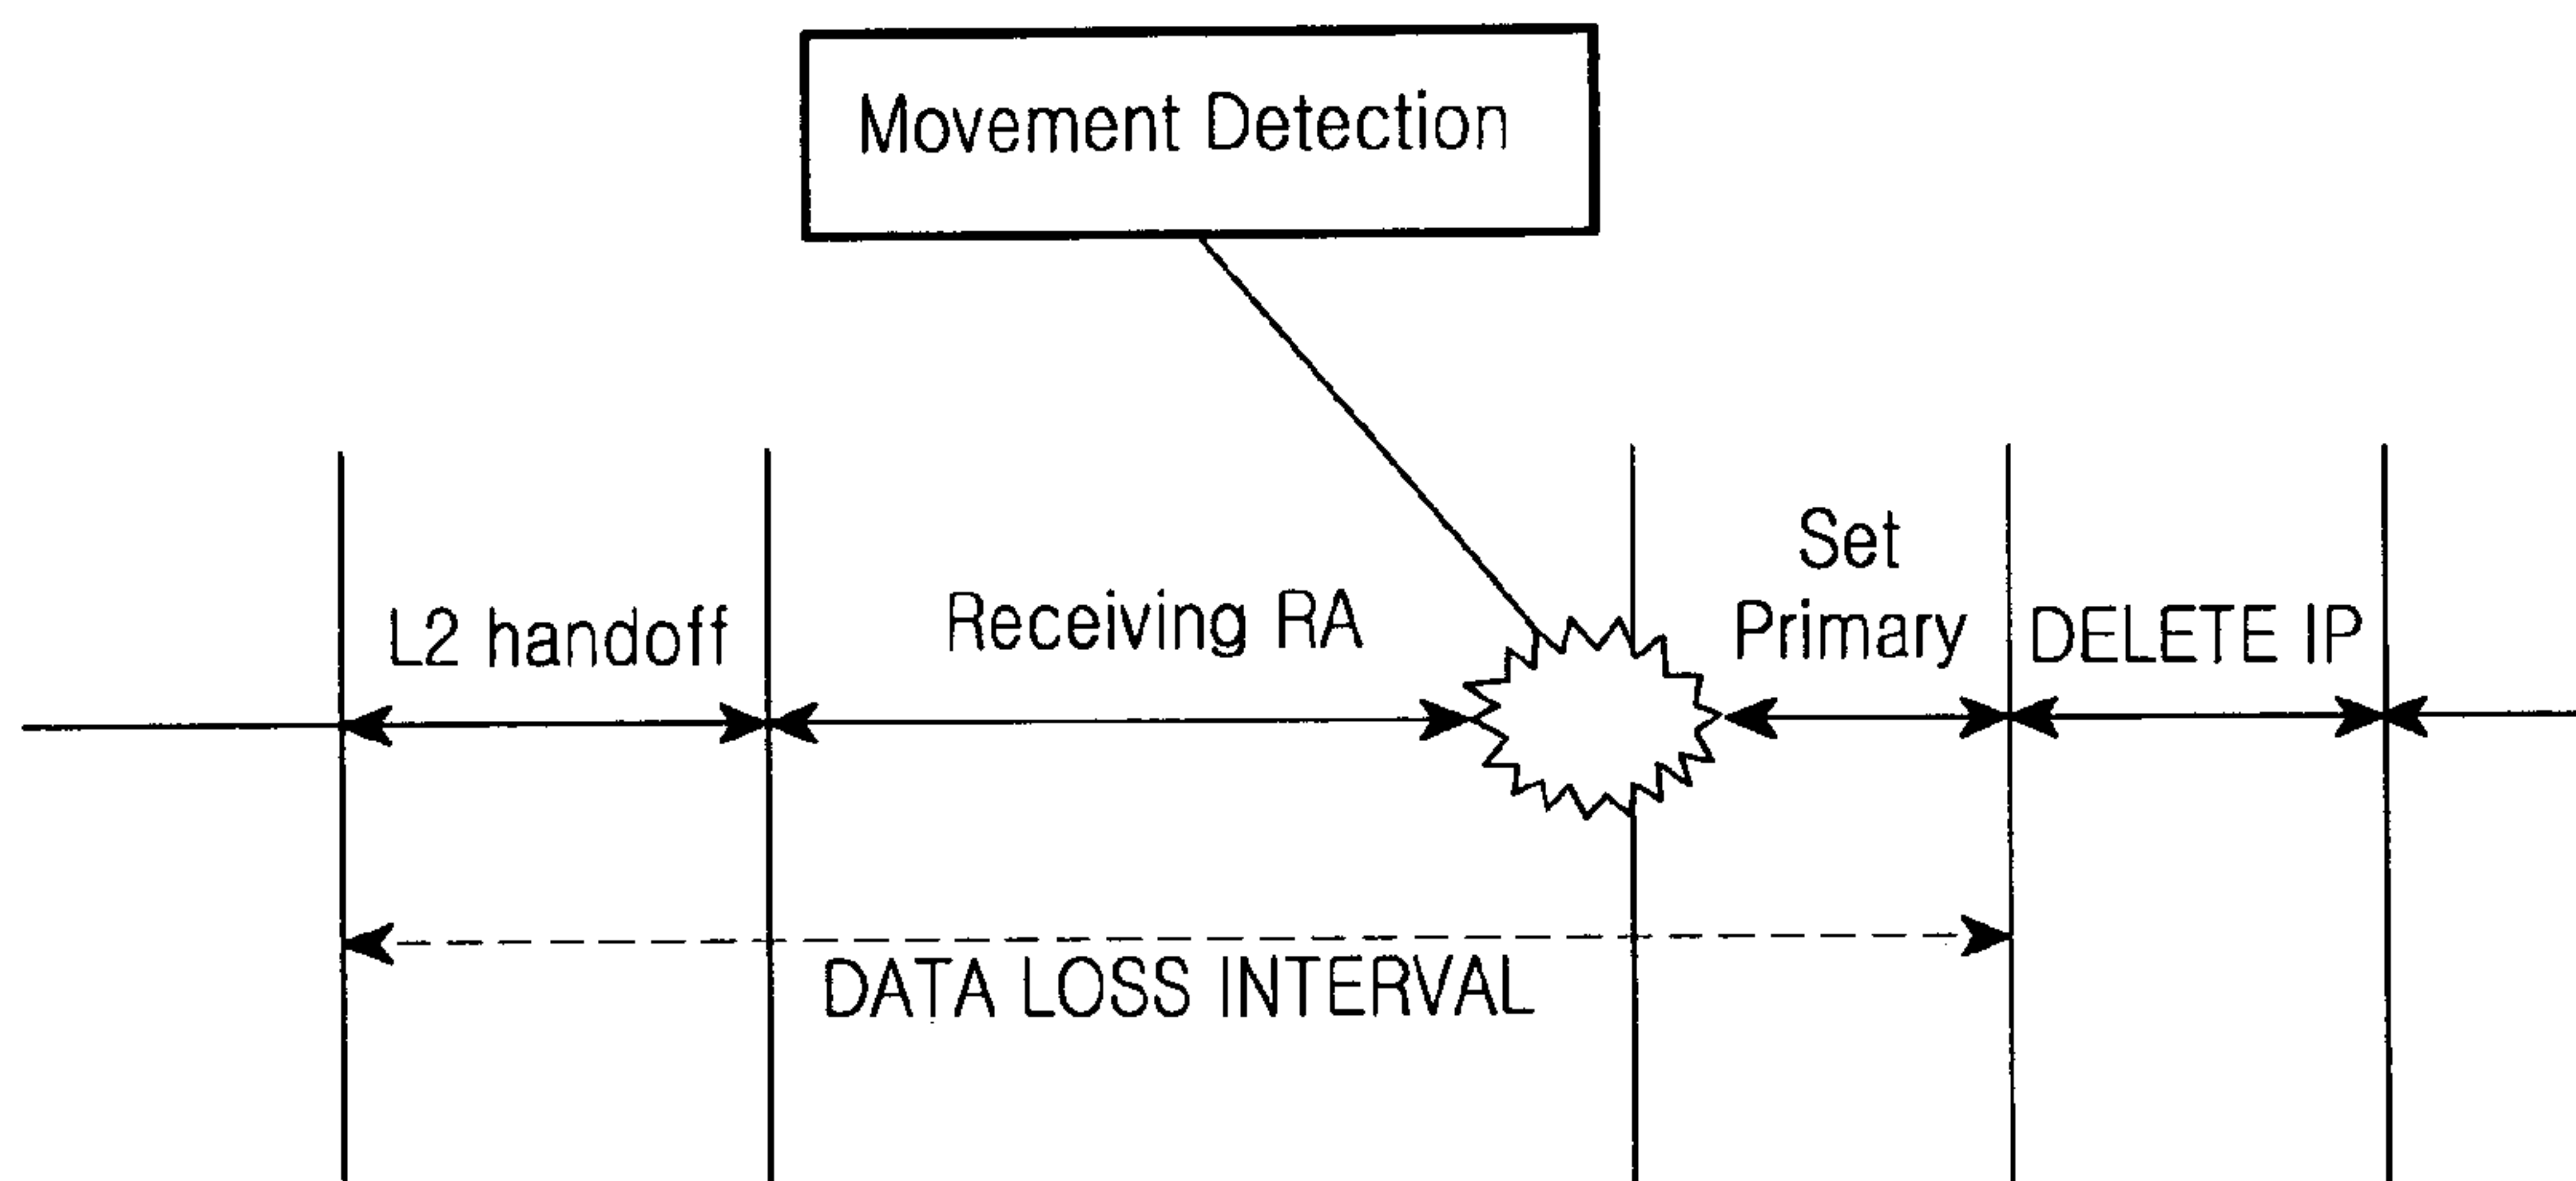 Movement Detection
L2 handoff
Receiving RA
Set
Primary
DELETE IP
DATA LOSS INTERVAL